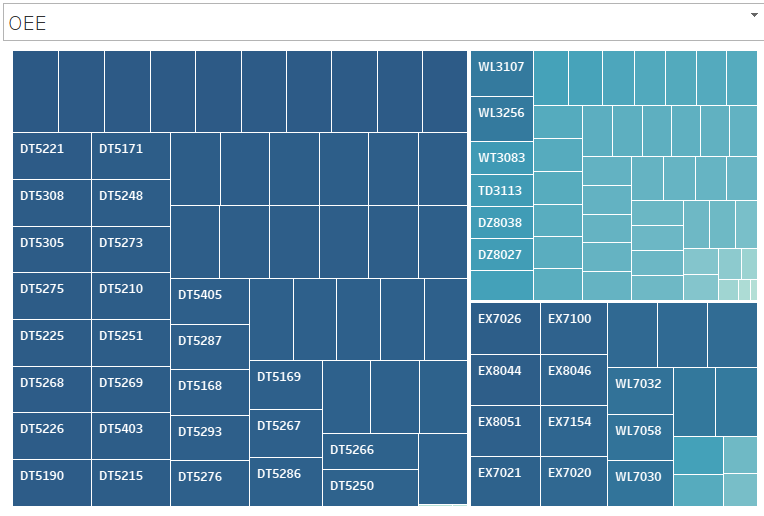 OEE
DT5221
DT5171
DT5308
DT5248
DT5305
DT5273
DT5275
DT5210
DT5225
DT5251
DT5268
DT5269
DT5226
DT5403
DT5190
DT5215
DT5405
DT5287
DT5168
DT5293
DT5276
DT5169
DT5267
DT5286
DT5266
DT5250
WL3107
WL3256
WT3083
TD3113
DZ8038
DZ8027
EX7026
EX7100
EX8044
EX8046
EX8051
EX7154
EX7021
EX7020
WL7032
WL7058
WL7030